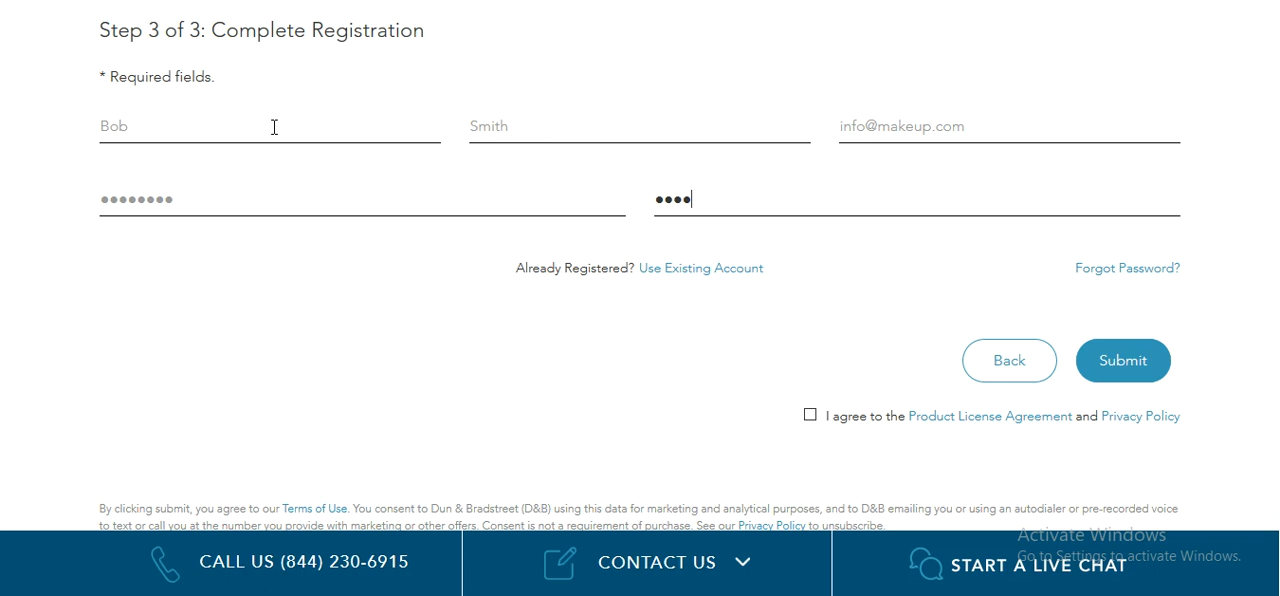 Step 3 of 3: Complete Registration
* Required fields.
Bob Smith info@makeup.com
•••••••• ••••
Already Registered? Use Existing Account Forgot Password?
Back Submit
I agree to the Product License Agreement and Privacy Policy
By clicking submit, you agree to our Terms of Use. You consent to Dun & Bradstreet (D&B) using this data for marketing and analytical purposes, and to D&B emailing you or using an autodialer or pre-recorded voice
to text or call you at the number you provide with marketing or other offers. Consent is not a requirement of purchase. See our Privacy Policy to unsubscribe.
Activate Windows
Go to Settings to activate Windows.
CALL US (844) 230-6915 CONTACT US START A LIVE CHAT